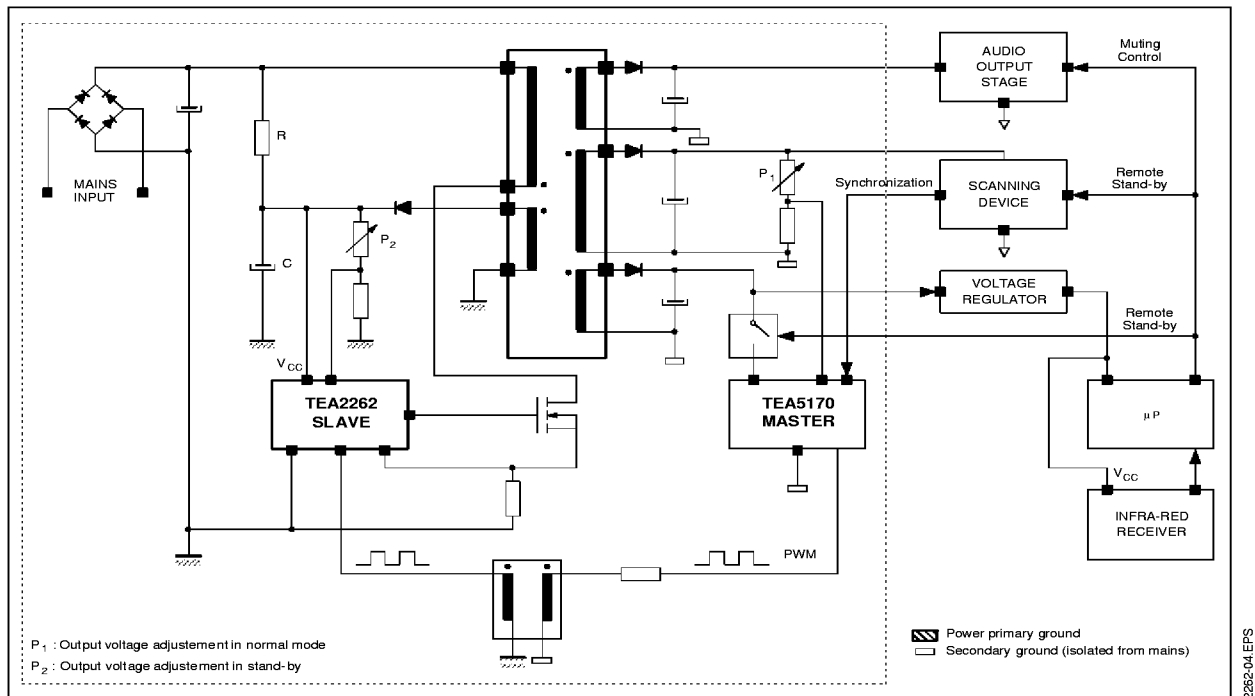 AUDIO
OUTPUT
STAGE
Muting
Control
R
MAINS
INPUT
P1
Synchronization
SCANNING
DEVICE
Remote
Stand-by
P2
C
VOLTAGE
REGULATOR
Remote
Stand-by
VCC
TEA2262
SLAVE
TEA5170
MASTER
µP
VCC
INFRA-RED
RECEIVER
PWM
P1 : Output voltage adjustement in normal mode
P2 : Output voltage adjustement in stand-by
Power primary ground
Secondary ground (isolated from mains)
2262-04.EPS